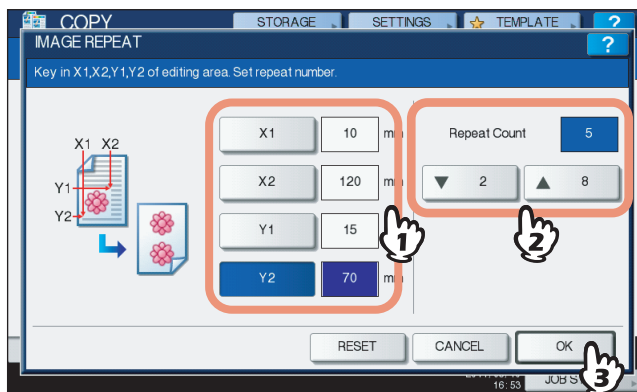 COPY STORAGE SETTINGS TEMPLATE ?
IMAGE REPEAT ?
Key in X1,X2,Y1,Y2 of editing area. Set repeat number.
X1 X2
Y1
Y2
X1 10 mm
X2 120 mm
Y1 15
Y2 70 mm
1
Repeat Count 5
2 8
2
RESET CANCEL OK
3
16:53 JOB S